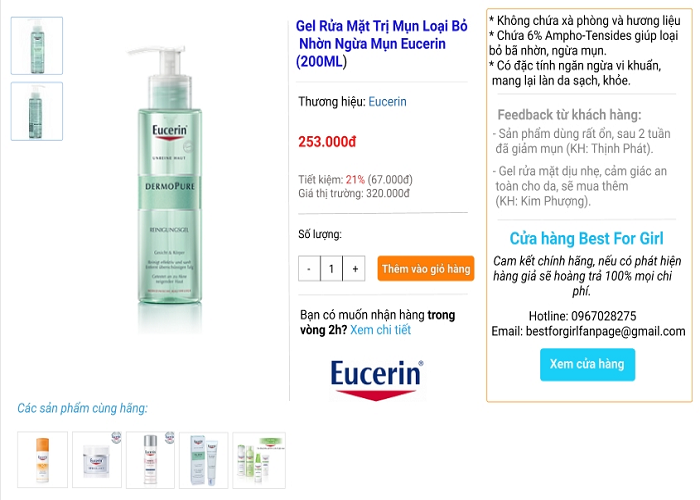 Gel Rửa Mặt Trị Mụn Loại Bỏ
Nhờn Ngừa Mụn Eucerin
(200ML)
Thương hiệu: Eucerin
253.000đ
Tiết kiệm: 21% (67.000đ)
Giá thị trường: 320.000đ
Số lượng:
- 1 +
Thêm vào giỏ hàng
Bạn có muốn nhận hàng trong
vòng 2h? Xem chi tiết
Eucerin®
Eucerin®
UNREINE HAUT
DERMOPURE
REINIGUNGSGEL
Gesicht & Körper
* Không chứa xà phòng và hương liệu
* Chứa 6% Ampho-Tensides giúp loại
bỏ bã nhờn, ngừa mụn.
* Có đặc tính ngăn ngừa vi khuẩn,
mang lại làn da sạch, khỏe.
Feedback từ khách hàng:
- Sản phẩm dùng rất ổn, sau 2 tuần
đã giảm mụn (KH: Thịnh Phát).
- Gel rửa mặt dịu nhẹ, cảm giác an
toàn cho da, sẽ mua thêm
(KH: Kim Phượng).
Cửa hàng Best For Girl
Cam kết chính hãng, nếu có phát hiện
hàng giả sẽ hoàng trả 100% mọi chi
phí.
Hotline: 0967028275
Email: bestforgirlfanpage@gmail.com
Xem cửa hàng
Các sản phẩm cùng hãng: